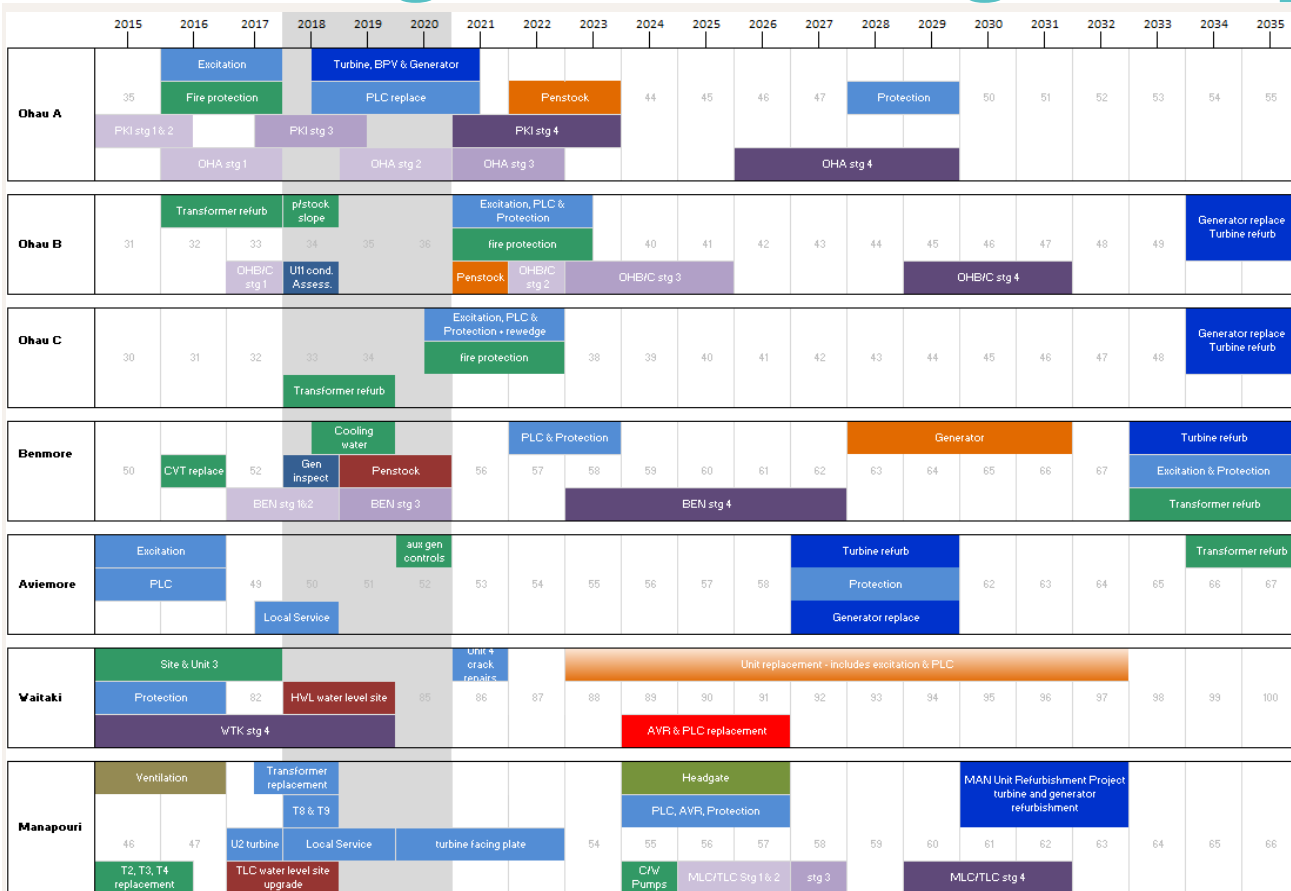 2015 2016 2017 2018 2019 2020 2021 2022 2023 2024 2025 2026 2027 2028 2029 2030 2031 2032 2033 2034 2035
Ohau A
Excitation
Turbine, BPV & Generator
35
Fire protection
PLC replace
Penstock
44 45 46 47
Protection
50 51 52 53 54 55
PKI stg 1 & 2
PKI stg 3
PKI stg 4
OHA stg 1
OHA stg 2
OHA stg 3
OHA stg 4
Ohau B
Transformer refurb
p/stock
slope
Excitation, PLC &
Protection
Generator replace
Turbine refurb
31 32 33 34 35 36
fire protection
40 41 42 43 44 45 46 47 48 49
OHB/C
stg 1
U11 cond.
Assess.
Penstock
OHB/C
stg 2
OHB/C stg 3
OHB/C stg 4
Ohau C
Excitation, PLC &
Protection + rewedge
Generator replace
Turbine refurb
30 31 32 33 34
fire protection
38 39 40 41 42 43 44 45 46 47 48
Transformer refurb
Benmore
Cooling
water
PLC & Protection
Generator
Turbine refurb
50
CVT replace
52
Gen
inspect
Penstock
56 57 58 59 60 61 62 63 64 65 66 67
Excitation & Protection
BEN stg 1&2
BEN stg 3
BEN stg 4
Transformer refurb
Aviemore
Excitation
aux gen
controls
Turbine refurb
Transformer refurb
PLC
49 50 51 52 53 54 55 56 57 58
Protection
62 63 64 65 66 67
Local Service
Generator replace
Waitaki
Site & Unit 3
Unit 4
crack
repairs
Unit replacement - includes excitation & PLC
Protection
82
HWL water level site
85 86 87 88 89 90 91 92 93 94 95 96 97 98 99 100
WTK stg 4
AVR & PLC replacement
Manapouri
Ventilation
Transformer
replacement
Headgate
MAN Unit Refurbishment Project
turbine and generator
refurbishment
T8 & T9
PLC, AVR, Protection
46 47
U2 turbine
Local Service
turbine facing plate
54 55 56 57 58 59 60 61 62 63 64 65 66
T2, T3, T4
replacement
TLC water level site
upgrade
C/W
Pumps
MLC/TLC Stg 1 & 2
stg 3
MLC/TLC stg 4